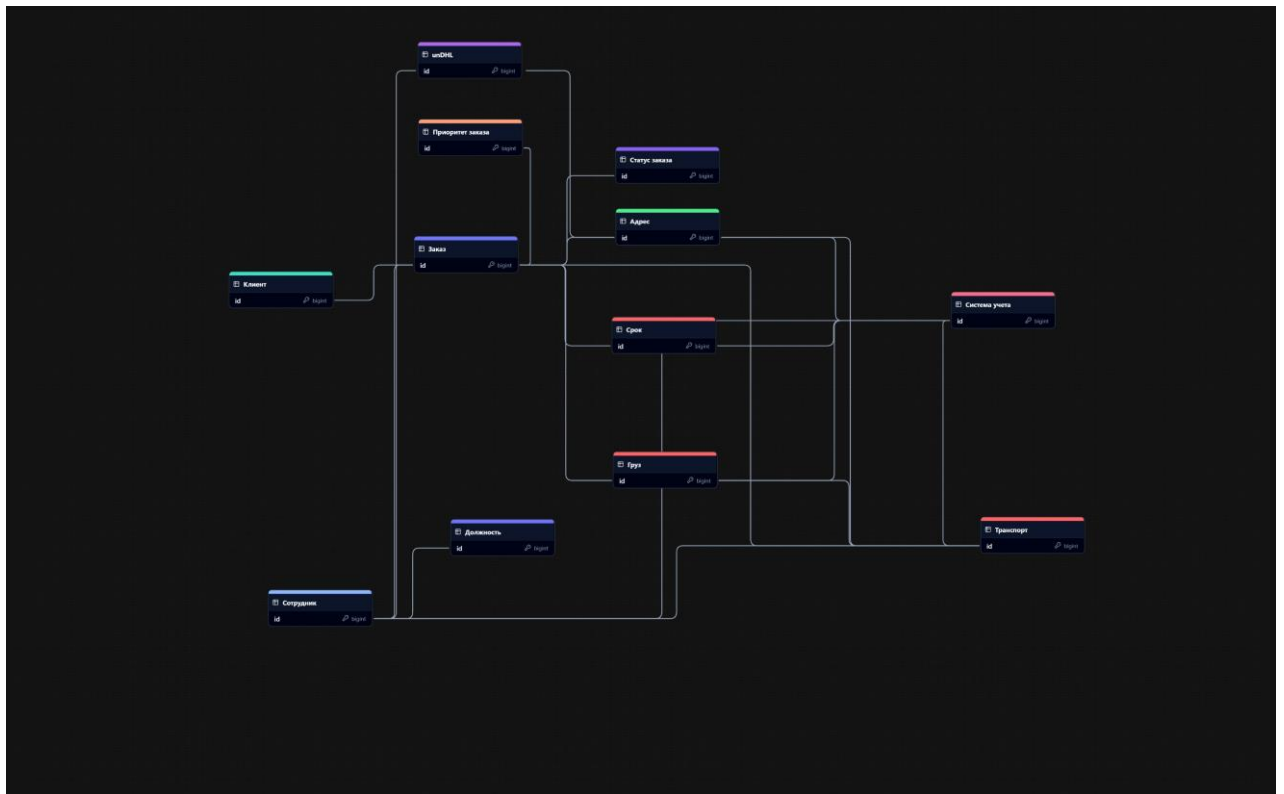 unDHL
id bigint
Приоритет заказа
id bigint
Статус заказа
id bigint
Адрес
id bigint
Заказ
id bigint
Клиент
id bigint
Система учета
id bigint
Срок
id bigint
Груз
id bigint
Должность
id bigint
Транспорт
id bigint
Сотрудник
id bigint